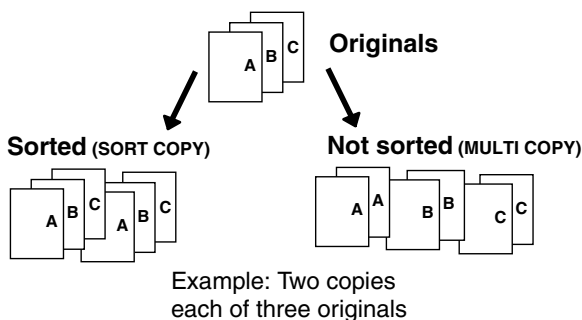 A B C
Originals
Sorted (SORT COPY)
A B C A B C
Not sorted (MULTI COPY)
A A B B C C
Example: Two copies
each of three originals